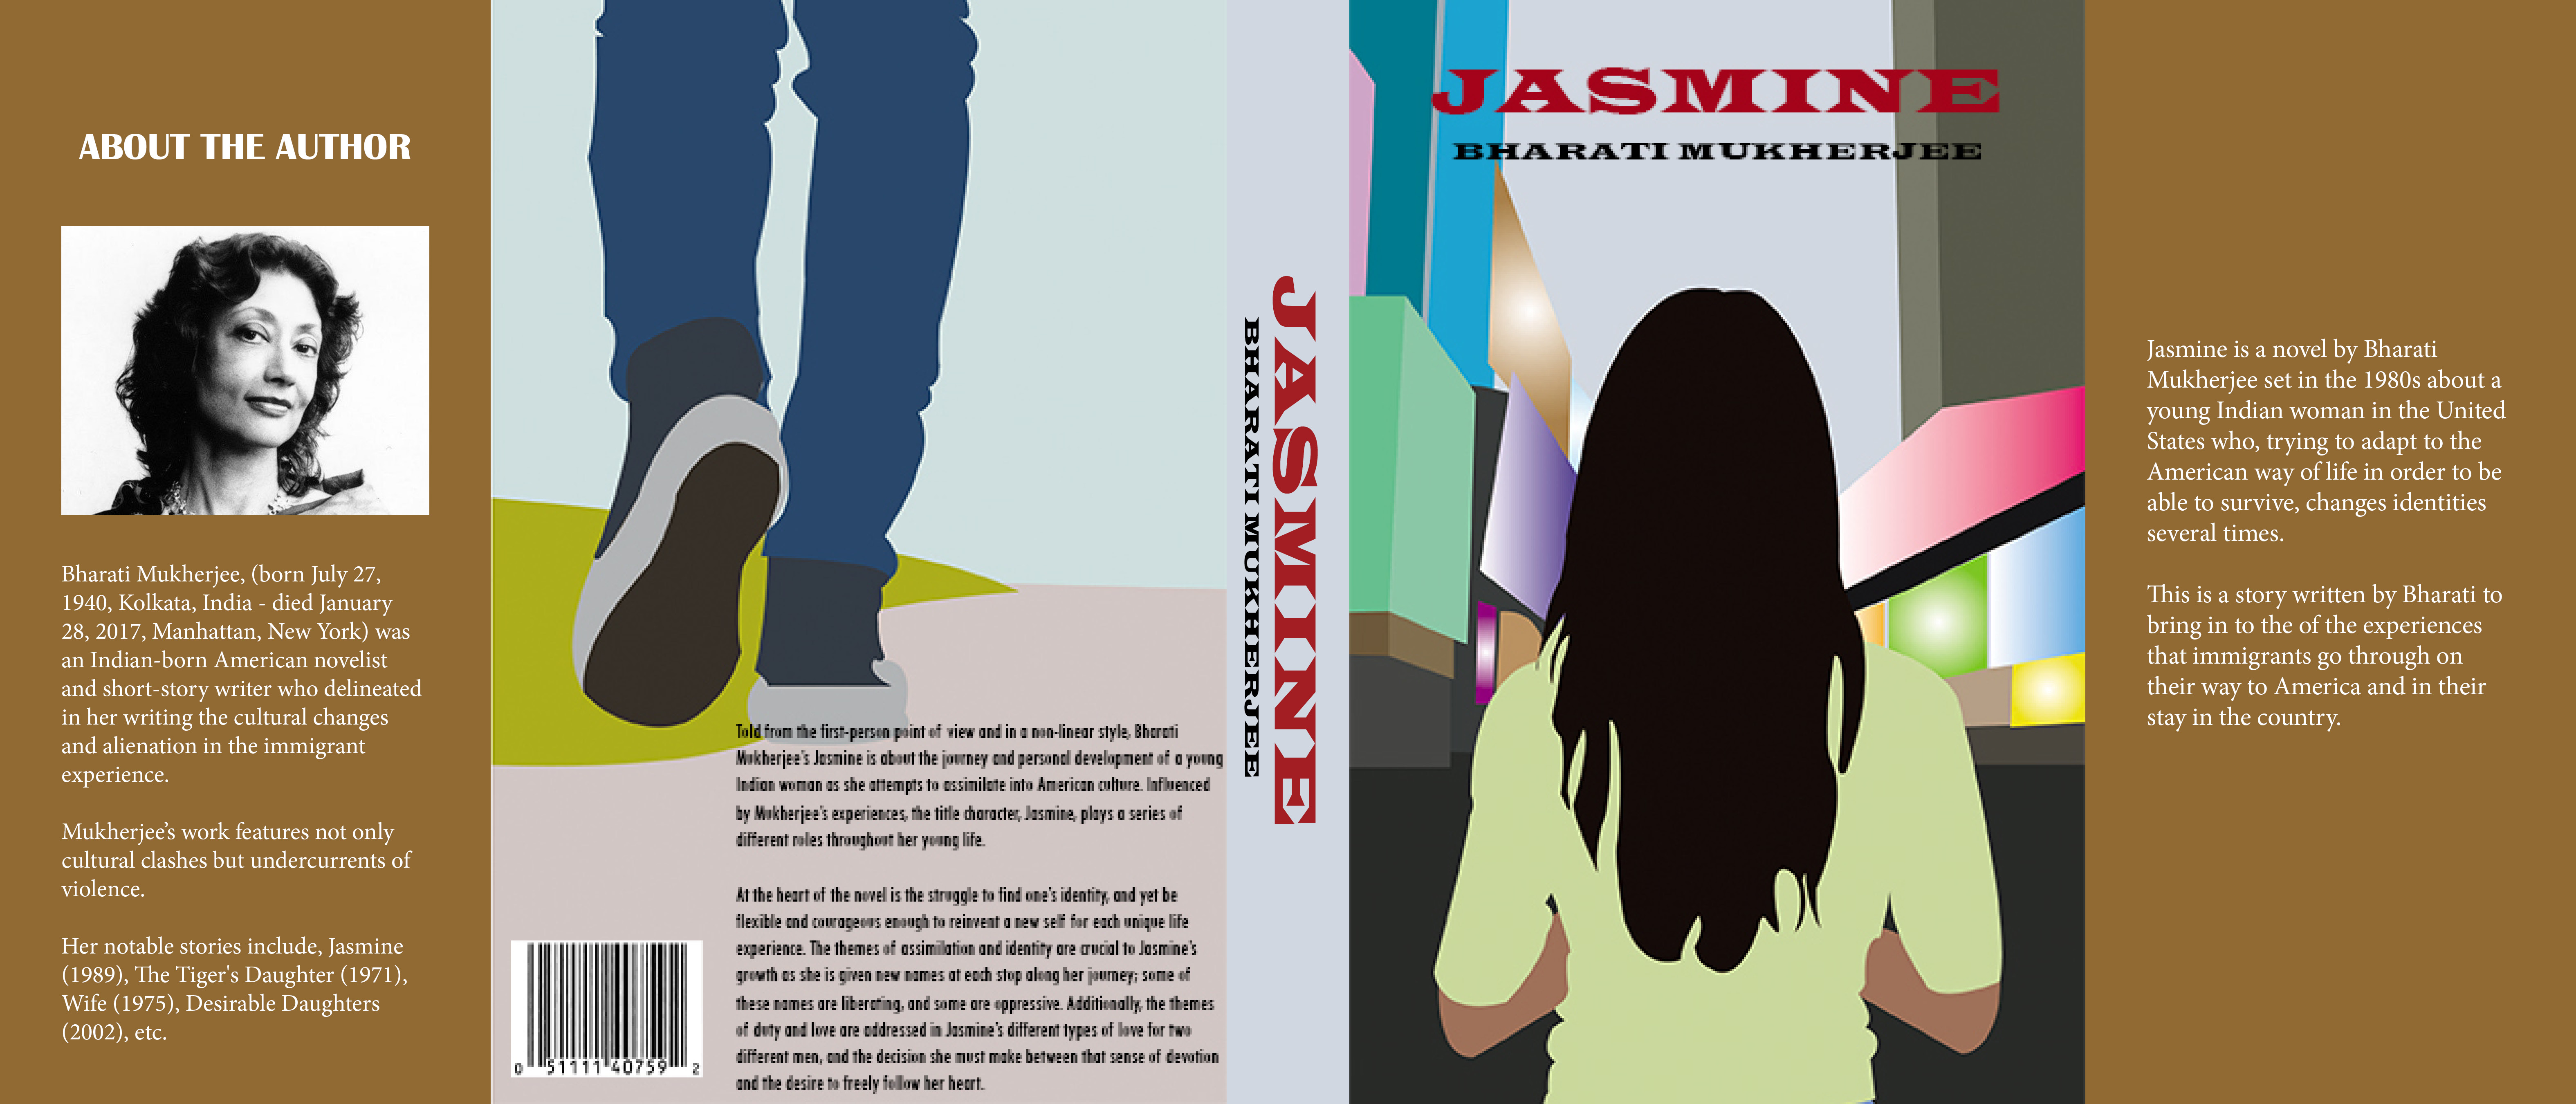 ABOUT THE AUTHOR
Bharati Mukherjee, (born July 27,
1940, Kolkata, India - died January
28, 2017, Manhattan, New York) was
an Indian-born American novelist
and short-story writer who delineated
in her writing the cultural changes
and alienation in the immigrant
experience.
Mukherjee’s work features not only
cultural clashes but undercurrents of
violence.
Her notable stories include, Jasmine
(1989), The Tiger's Daughter (1971),
Wife (1975), Desirable Daughters
(2002), etc.
Told from the first-person point of view and in a non-linear style, Bharati
Mukherjee's Jasmine is about the journey and personal development of a young
Indian woman as she attempts to assimilate into American culture. Influenced
by Mukherjee's experiences, the title character, Jasmine, plays a series of
different roles throughout her young life.
At the heart of the novel is the struggle to find one's identity, and yet be
flexible and courageous enough to reinvent a new self for each unique life
experience. The themes of assimilation and identity are crucial to Jasmine's
growth as she is given new names at each stop along her journey; some of
these names are liberating, and some are oppressive. Additionally, the themes
of duty and love are addressed in Jasmine's different types of love for two
different men, and the decision she must make between that sense of devotion
and the desire to freely follow her heart.
0 51111 40759 2
JASMINE
BHARATI MUKHERJEE
JASMINE
BHARATI MUKHERJEE
Jasmine is a novel by Bharati
Mukherjee set in the 1980s about a
young Indian woman in the United
States who, trying to adapt to the
American way of life in order to be
able to survive, changes identities
several times.
This is a story written by Bharati to
bring in to the of the experiences
that immigrants go through on
their way to America and in their
stay in the country.